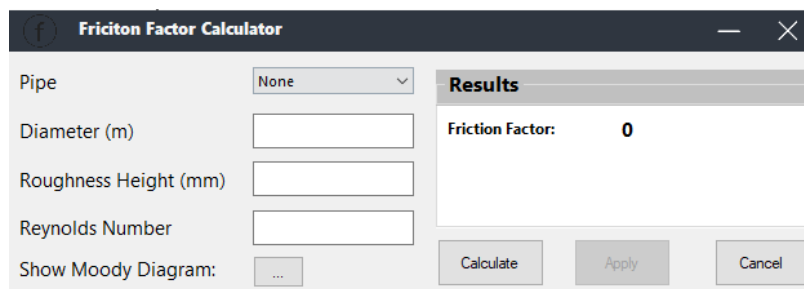 f Friciton Factor Calculator
Pipe None
Results
Diameter (m)
Friction Factor: 0
Roughness Height (mm)
Reynolds Number
Show Moody Diagram: ...
Calculate Apply Cancel